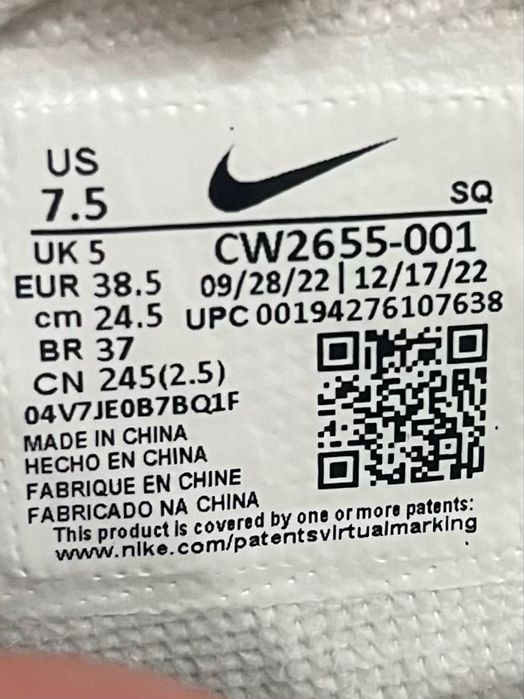 US
7.5
SQ
UK 5
CW2655-001
EUR 38.5
09/28/22 | 12/17/22
cm 24.5
UPC 00194276107638
BR 37
CN 245(2.5)
04V7JE0B7BQ1F
MADE IN CHINA
HECHO EN CHINA
FABRIQUE EN CHINE
FABRICADO NA CHINA
This product is covered by one or more patents:
www.nike.com/patentsvirtualmarking